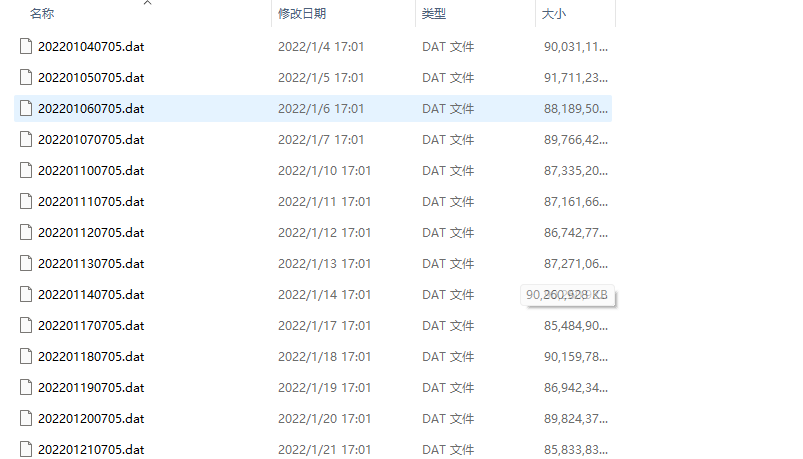 名称 修改日期 类型 大小
202201040705.dat 2022/1/4 17:01 DAT 文件 90,031,11...
202201050705.dat 2022/1/5 17:01 DAT 文件 91,711,23...
202201060705.dat 2022/1/6 17:01 DAT 文件 88,189,50...
202201070705.dat 2022/1/7 17:01 DAT 文件 89,766,42...
202201100705.dat 2022/1/10 17:01 DAT 文件 87,335,20...
202201110705.dat 2022/1/11 17:01 DAT 文件 87,161,66...
202201120705.dat 2022/1/12 17:01 DAT 文件 86,742,77...
202201130705.dat 2022/1/13 17:01 DAT 文件 87,271,06...
202201140705.dat 2022/1/14 17:01 DAT 文件 90,260,928 KB
202201170705.dat 2022/1/17 17:01 DAT 文件 85,484,90...
202201180705.dat 2022/1/18 17:01 DAT 文件 90,159,78...
202201190705.dat 2022/1/19 17:01 DAT 文件 86,942,34...
202201200705.dat 2022/1/20 17:01 DAT 文件 89,824,37...
202201210705.dat 2022/1/21 17:01 DAT 文件 85,833,83...